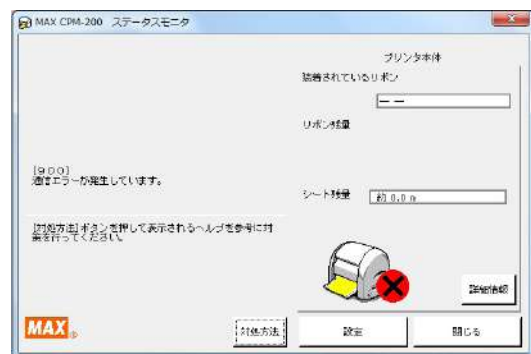 MAX CPM-200 ステータスモニタ
プリンタ本体
装着されているリボン
--
リボン残量
[900]
通信エラーが発生しています。
シート残量
約 0.0 m
[対処方法]ボタンを押して表示されるヘルプを参考に対
策を行ってください。
詳細情報
MAX®
対処方法
設定
閉じる